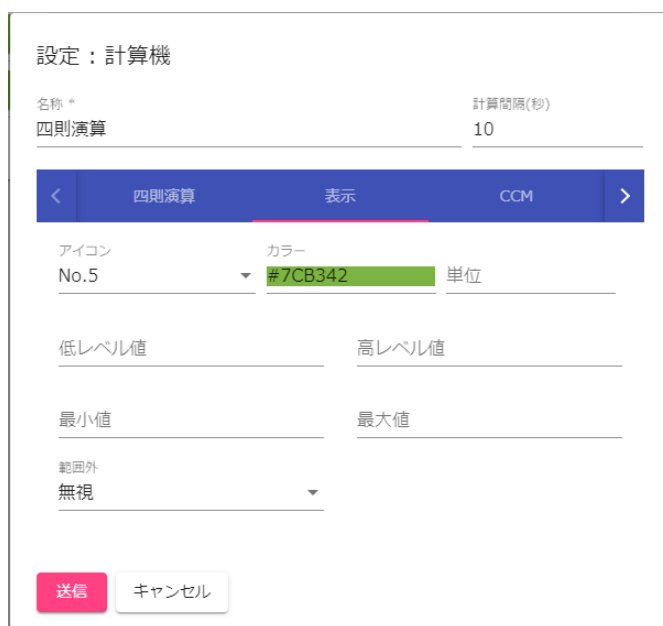 設定：計算機
名称 * 計算間隔(秒)
四則演算 10
四則演算 表示 CCM
アイコン カラー
No.5 #7CB342 単位
低レベル値 高レベル値
最小値 最大値
範囲外
無視
送信 キャンセル